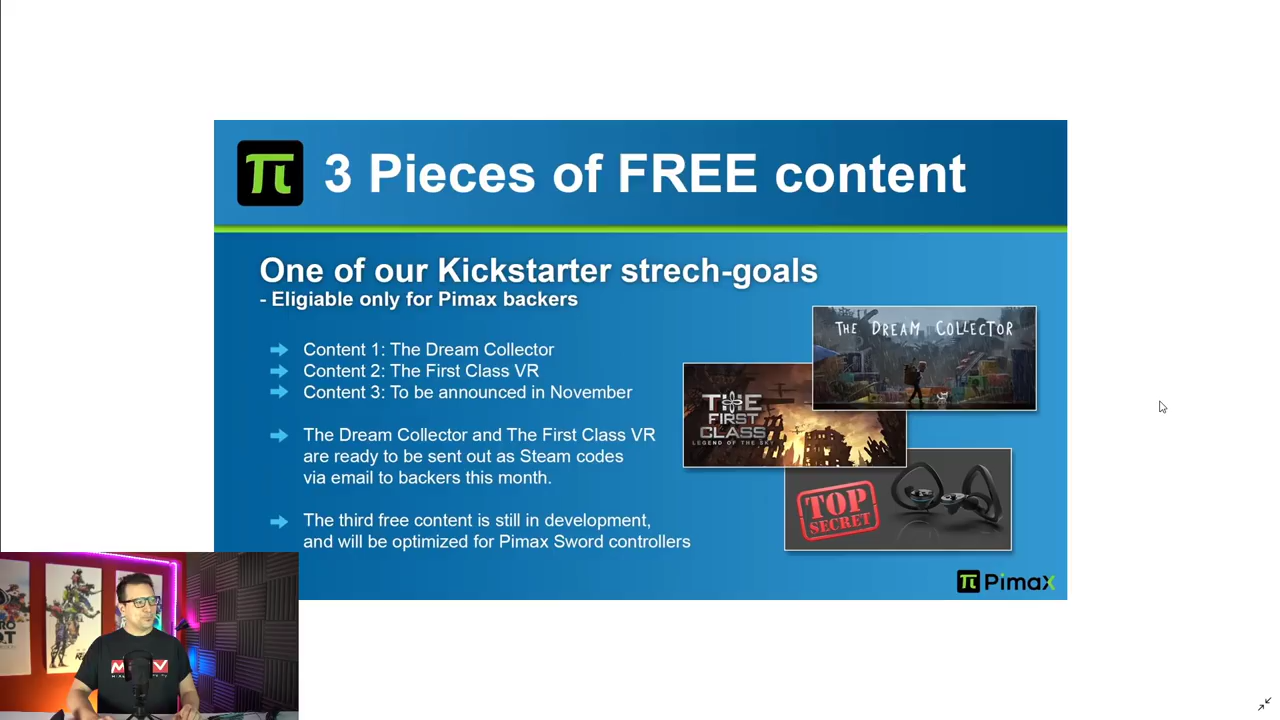 3 Pieces of FREE content
One of our Kickstarter strech-goals
- Eligiable only for Pimax backers
Content 1: The Dream Collector
Content 2: The First Class VR
Content 3: To be announced in November
The Dream Collector and The First Class VR
are ready to be sent out as Steam codes
via email to backers this month.
The third free content is still in development,
and will be optimized for Pimax Sword controllers
THE DREAM COLLECTOR
THE
FIRST
CLASS
LEGEND OF THE SKY
TOP
SECRET
Pimax